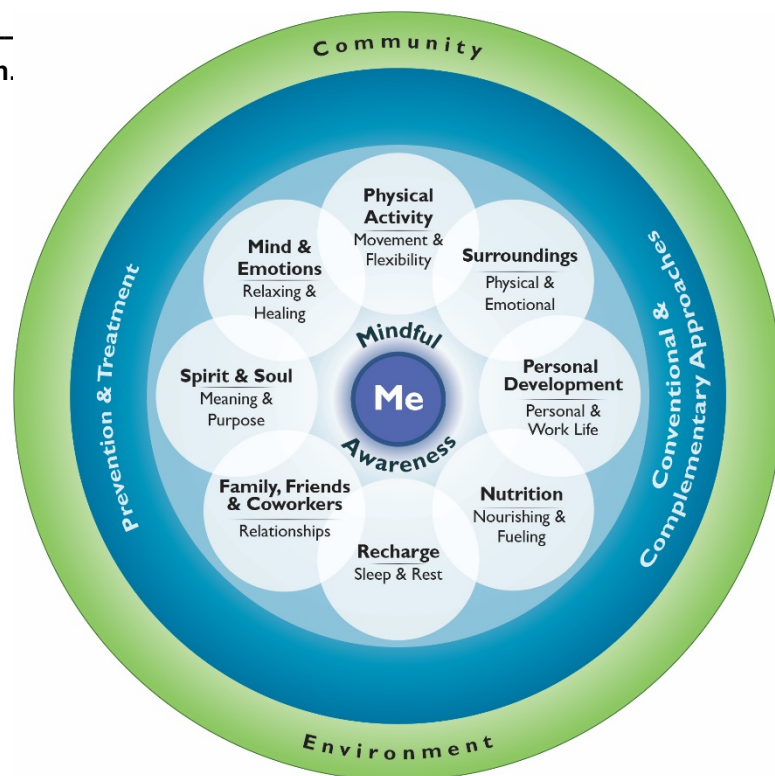 n.
Community
Prevention & Treatment
Conventional &
Complementary Approaches
Physical
Activity
Movement &
Flexibility
Surroundings
Physical &
Emotional
Personal
Development
Personal &
Work Life
Nutrition
Nourishing &
Fueling
Recharge
Sleep & Rest
Family, Friends
& Coworkers
Relationships
Spirit & Soul
Meaning &
Purpose
Mind &
Emotions
Relaxing &
Healing
Mindful
Me
Awareness
Environment